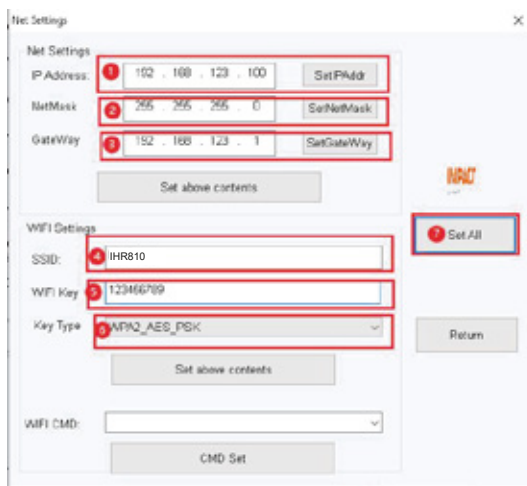 Net Settings
Net Settings
IP Address: 1 192 . 168 . 123 . 100 SetIPAddr
NetMask 2 255 . 255 . 255 . 0 SetNetMask
GateWay 3 192 . 168 . 123 . 1 SetGateWay
Set above contents
WIFI Settings
7 Set All
SSID: 4 IHR810
WIFI Key 5 123456789
Key Type 6 WPA2_AES_PSK
Return
Set above contents
WIFI CMD:
CMD Set